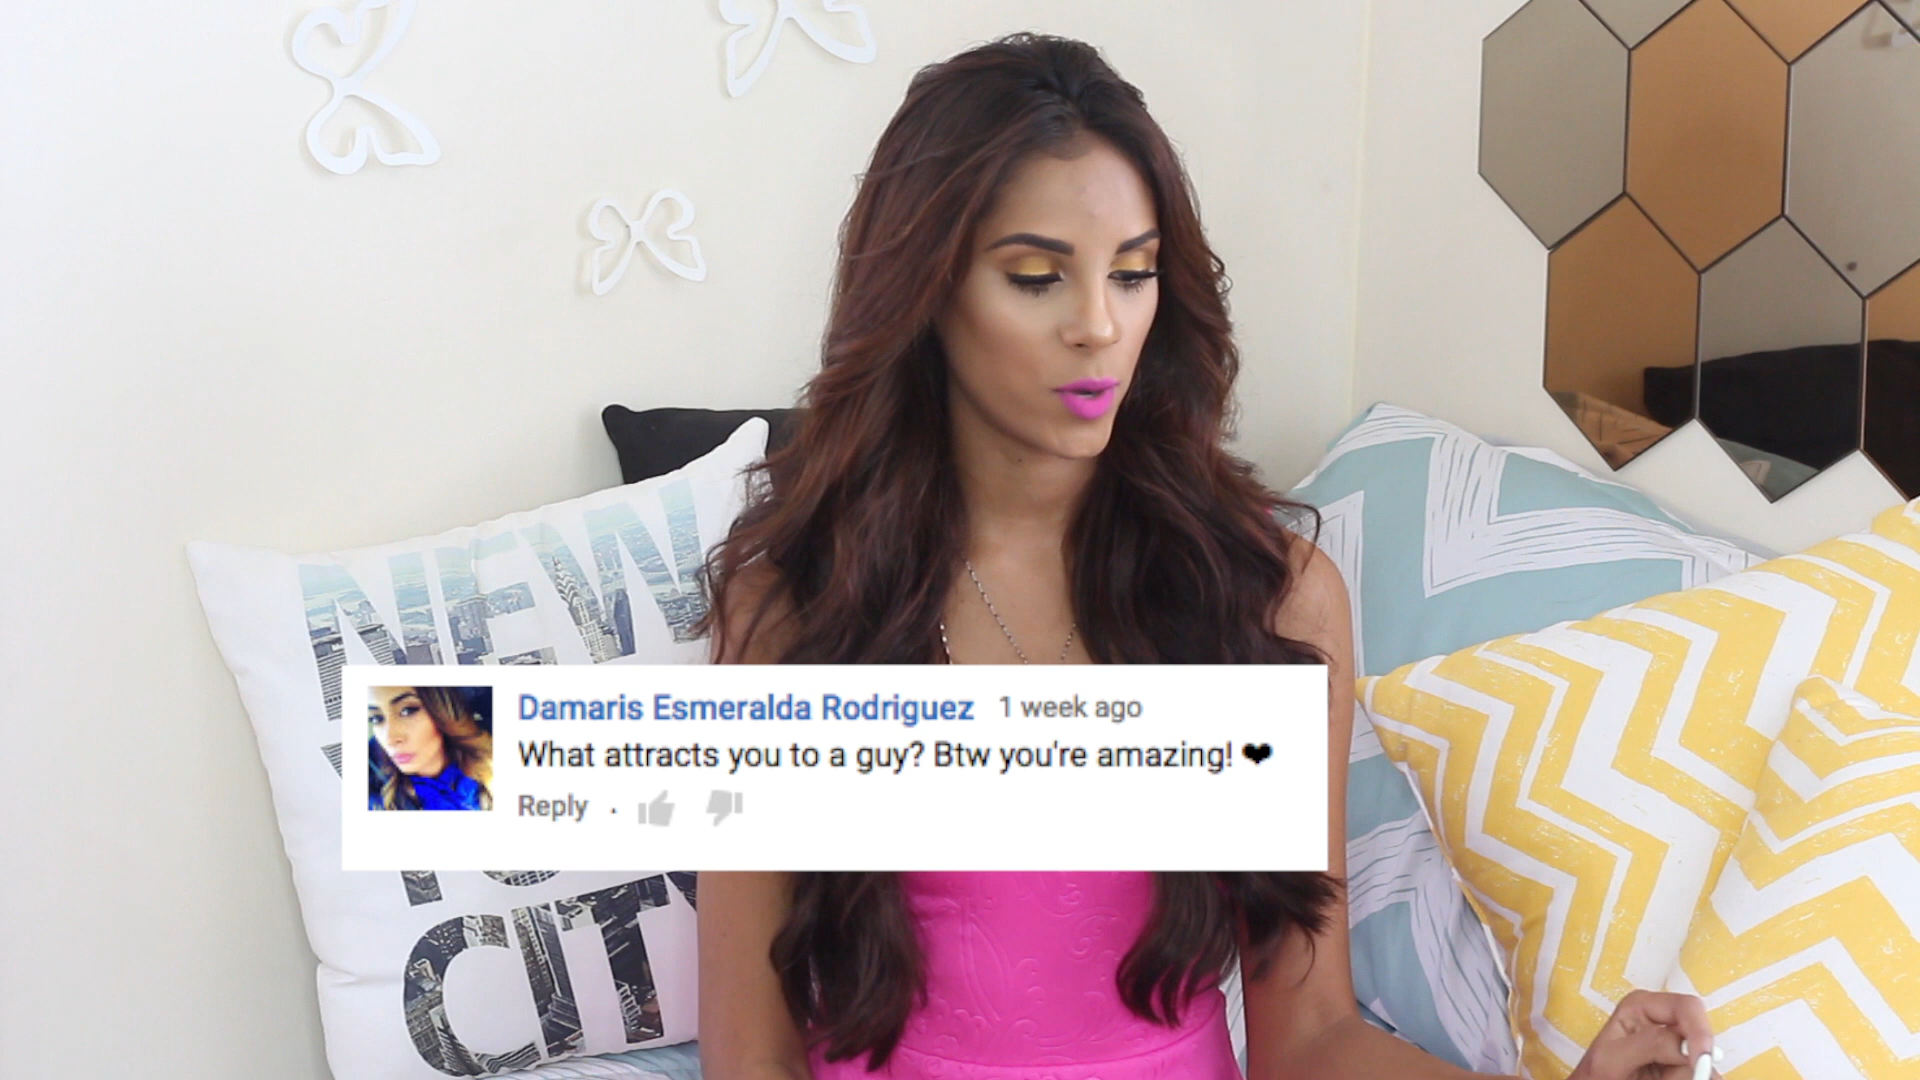 NEW
Damaris Esmeralda Rodriguez 1 week ago
What attracts you to a guy? Btw you're amazing! ❤
Reply ·
CITY